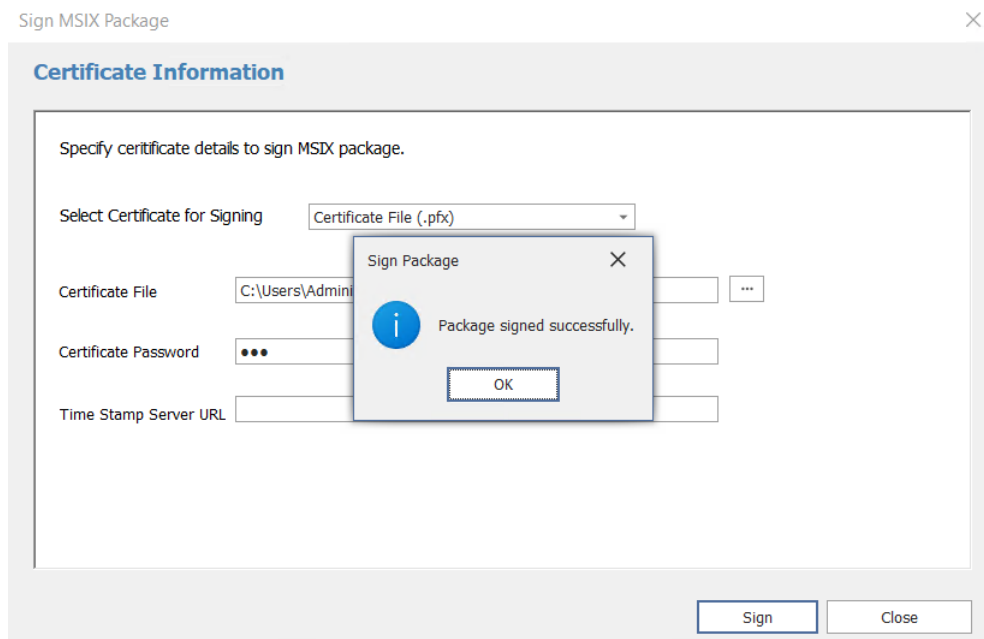 Sign MSIX Package
Certificate Information
Specify ceritificate details to sign MSIX package.
Select Certificate for Signing
Certificate File (.pfx)
Sign Package
Certificate File
C:\Users\Admini
...
Package signed successfully.
Certificate Password
●●●
OK
Time Stamp Server URL
Sign
Close